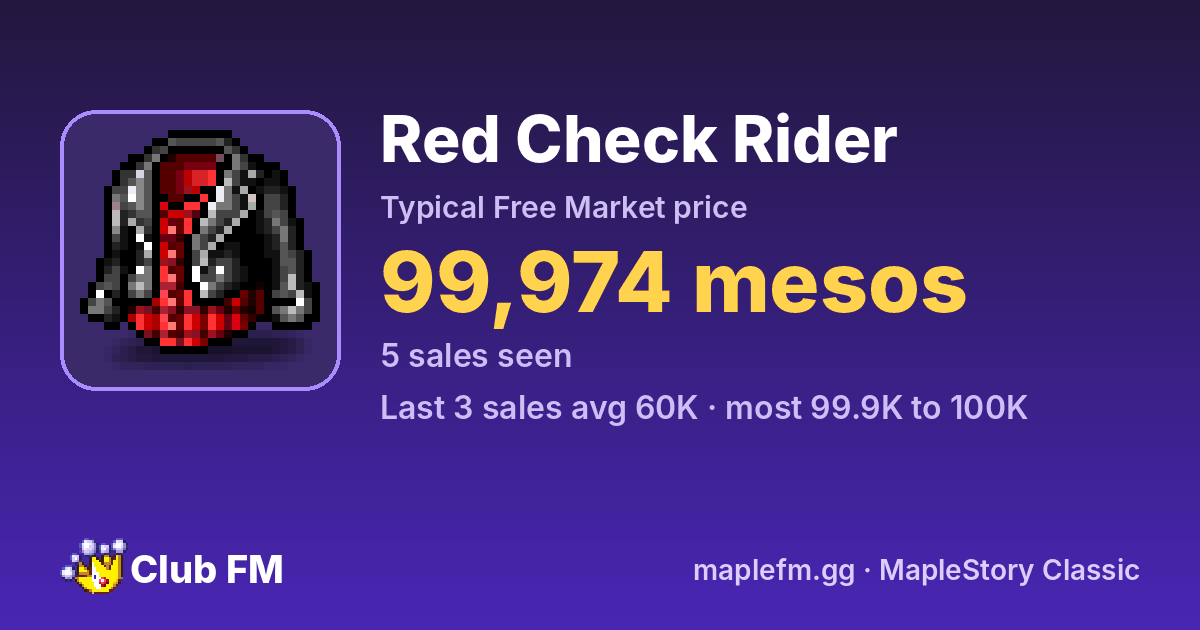 Red Check Rider
Typical Free Market price
99,974 mesos
5 sales seen
Last 3 sales avg 60K · most 99.9K to 100K
Club FM
maplefm.gg · MapleStory Classic